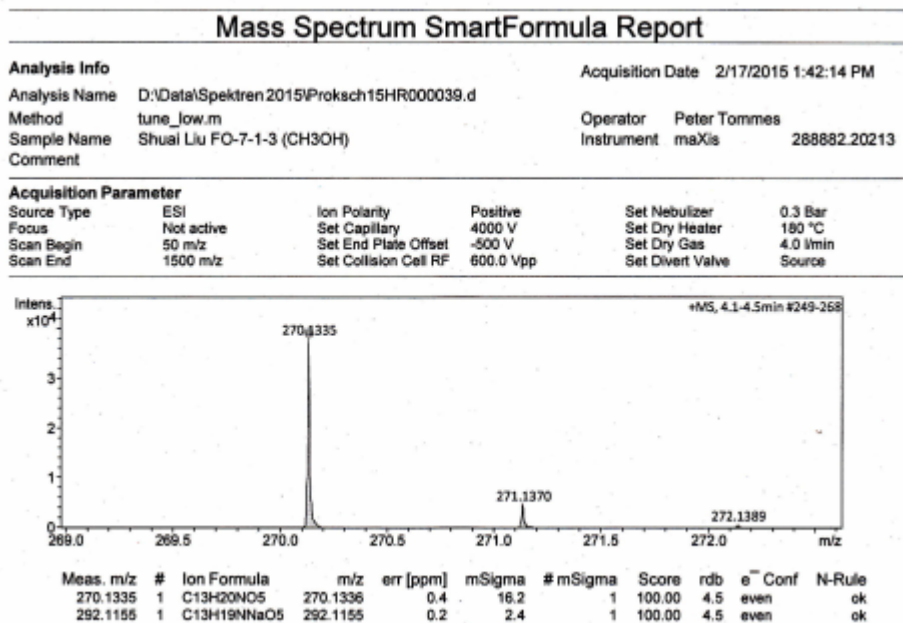 Mass Spectrum SmartFormula Report
Analysis Info
Acquisition Date 2/17/2015 1:42:14 PM
Analysis Name D:\Data\Spektren 2015\Proksch15HR000039.d
Method tune_low.m
Operator Peter Tommes
Sample Name Shuai Liu FO-7-1-3 (CH3OH)
Instrument maXis 288882.20213
Comment
Acquisition Parameter
Source Type ESI Ion Polarity Positive Set Nebulizer 0.3 Bar
Focus Not active Set Capillary 4000 V Set Dry Heater 180 °C
Scan Begin 50 m/z Set End Plate Offset -500 V Set Dry Gas 4.0 l/min
Scan End 1500 m/z Set Collision Cell RF 600.0 Vpp Set Divert Valve Source
Intens.
x10⁴
+MS, 4.1-4.5min #249-268
270.1335
3
2
1
271.1370
272.1389
0
269.0 269.5 270.0 270.5 271.0 271.5 272.0 m/z
Meas. m/z # Ion Formula m/z err [ppm] mSigma # mSigma Score rdb e⁻ Conf N-Rule
270.1335 1 C13H20NO5 270.1336 0.4 16.2 1 100.00 4.5 even ok
292.1155 1 C13H19NNaO5 292.1155 0.2 2.4 1 100.00 4.5 even ok